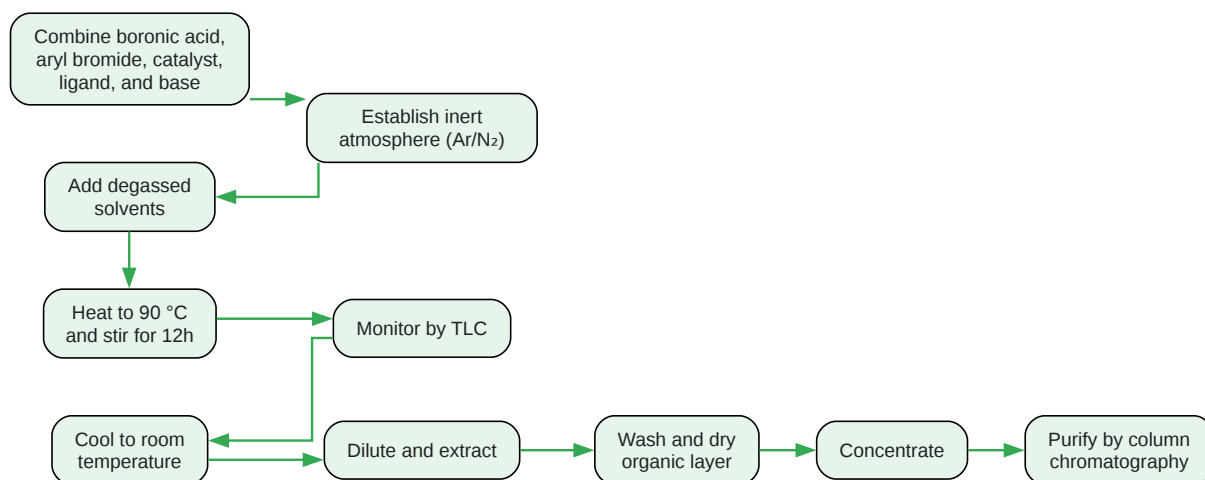 Combine boronic acid,
aryl bromide, catalyst,
ligand, and base
Establish inert
atmosphere (Ar/N₂)
Add degassed
solvents
Heat to 90 °C
and stir for 12h
Monitor by TLC
Cool to room
temperature
Dilute and extract
Wash and dry
organic layer
Concentrate
Purify by column
chromatography